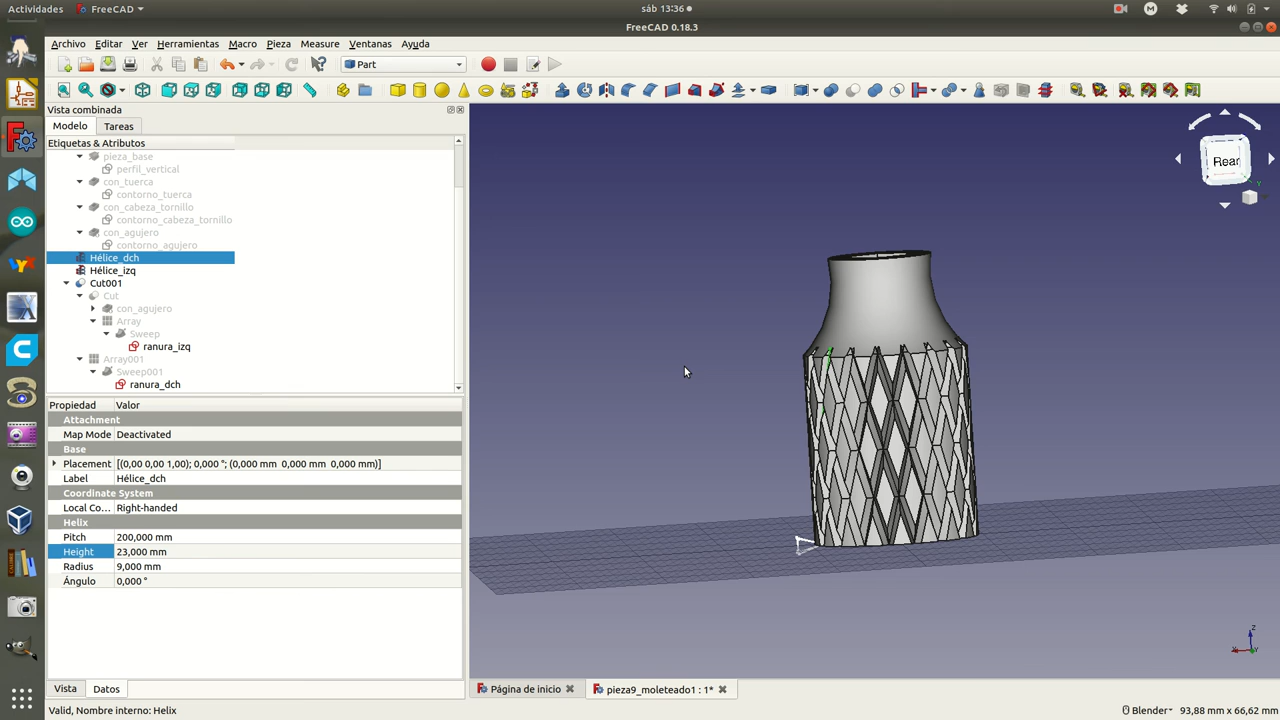 Actividades
FreeCAD
sáb 13:36
FreeCAD 0.18.3
Archivo Editar Ver Herramientas Macro Pieza Measure Ventanas Ayuda
Part
Vista combinada
Modelo Tareas
Etiquetas & Atributos
pieza_base
perfil_vertical
con_tuerca
contorno_tuerca
con_cabeza_tornillo
contorno_cabeza_tornillo
con_agujero
contorno_agujero
Hélice_dch
Hélice_izq
Cut001
Cut
con_agujero
Array
Sweep
ranura_izq
Array001
Sweep001
ranura_dch
Propiedad Valor
Attachment
Map Mode Deactivated
Base
Placement [(0,00 0,00 1,00); 0,000 °; (0,000 mm 0,000 mm 0,000 mm)]
Label Hélice_dch
Coordinate System
Local Co... Right-handed
Helix
Pitch 200,000 mm
Height 23,000 mm
Radius 9,000 mm
Ángulo 0,000 °
Vista Datos
Rear
Página de inicio
pieza9_moleteado1 : 1*
Valid, Nombre interno: Helix
Blender
93,88 mm x 66,62 mm